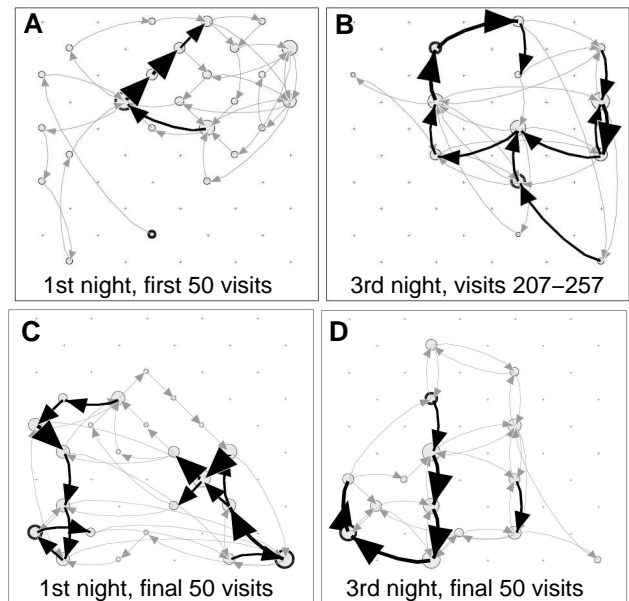 A
1st night, first 50 visits
B
3rd night, visits 207–257
C
1st night, final 50 visits
D
3rd night, final 50 visits